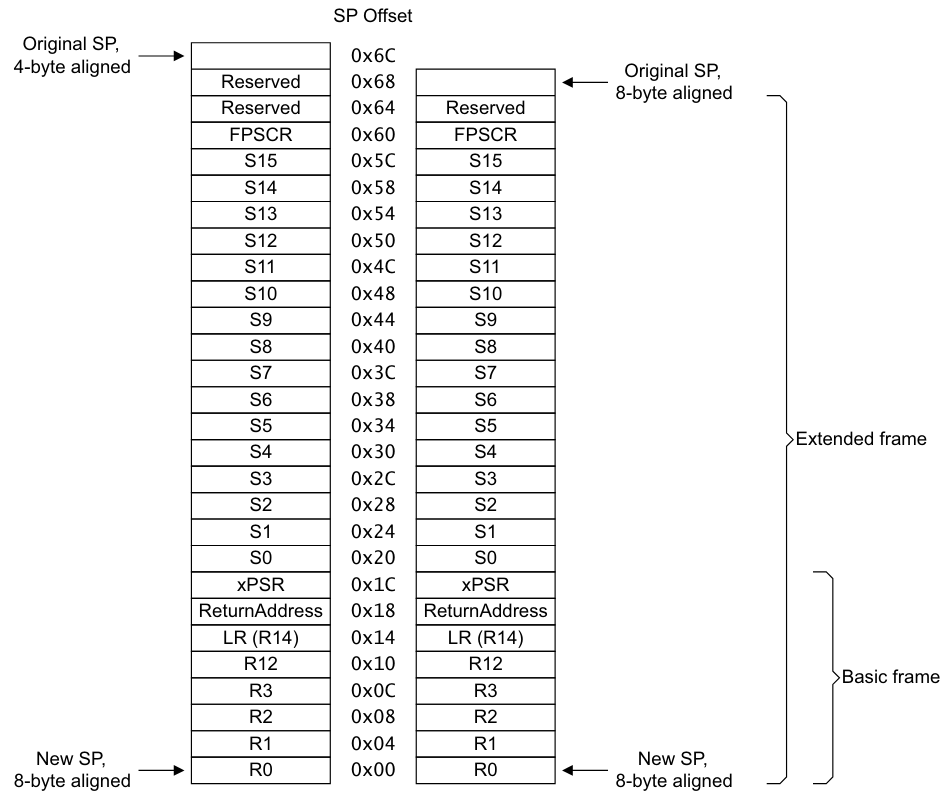 SP Offset
Original SP,
4-byte aligned
0x6C
Reserved 0x68
Original SP,
8-byte aligned
Reserved 0x64 Reserved
FPSCR 0x60 FPSCR
S15 0x5C S15
S14 0x58 S14
S13 0x54 S13
S12 0x50 S12
S11 0x4C S11
S10 0x48 S10
S9 0x44 S9
S8 0x40 S8
S7 0x3C S7
S6 0x38 S6
S5 0x34 S5
Extended frame
S4 0x30 S4
S3 0x2C S3
S2 0x28 S2
S1 0x24 S1
S0 0x20 S0
xPSR 0x1C xPSR
ReturnAddress 0x18 ReturnAddress
LR (R14) 0x14 LR (R14)
R12 0x10 R12
Basic frame
R3 0x0C R3
R2 0x08 R2
R1 0x04 R1
New SP,
8-byte aligned
R0 0x00 R0
New SP,
8-byte aligned